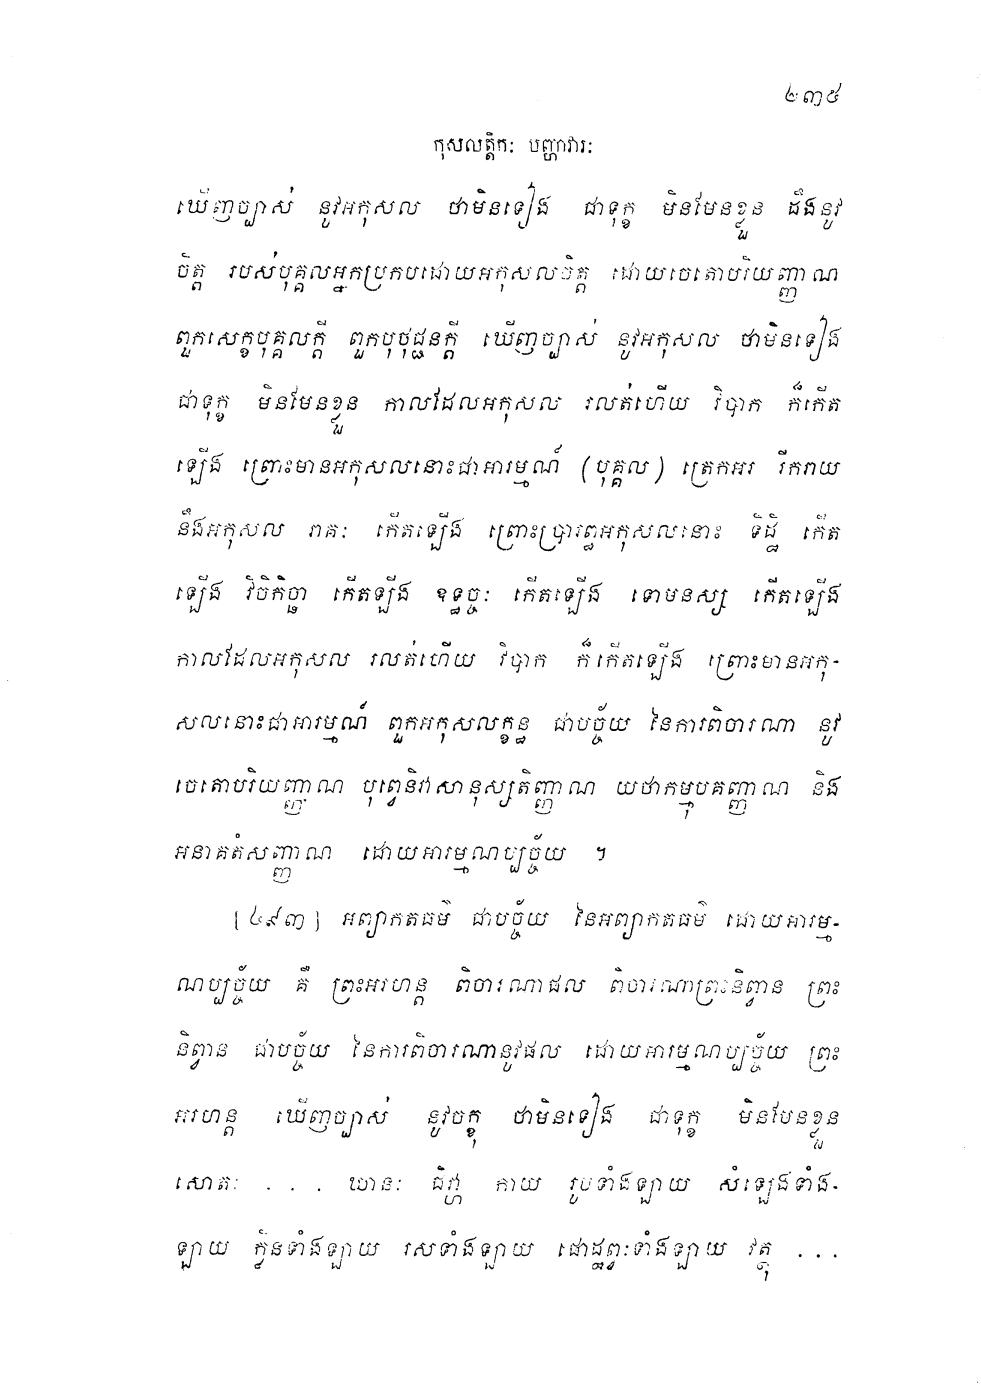 ២៣៥
កុសលត្តិកៈ បញ្ហាវារៈ
ឃើញច្បាស់ នូវអកុសល ថាមិនទៀង ជាទុក្ខ មិនមែនខ្លួន ដឹងនូវ
ចិត្ត របស់បុគ្គលអ្នកប្រកបដោយអកុសលចិត្ត ដោយចេតោបរិយញ្ញាណ
ពួកសេក្ខបុគ្គលក្តី ពួកបុថុជ្ជនក្តី ឃើញច្បាស់ នូវអកុសល ថាមិនទៀង
ជាទុក្ខ មិនមែនខ្លួន កាលដែលអកុសល រលត់ហើយ វិបាក ក៏កើត
ឡើង ព្រោះមានអកុសលនោះជាអារម្មណ៍ (បុគ្គល) ត្រេកអរ រីករាយ
នឹងអកុសល រាគៈ កើតឡើង ព្រោះប្រារព្ធអកុសលនោះ ទិដ្ឋិ កើត
ឡើង វិចិកិច្ឆា កើតឡើង ឧទ្ធច្ចៈ កើតឡើង ទោមនស្ស កើតឡើង
កាលដែលអកុសល រលត់ហើយ វិបាក ក៏កើតឡើង ព្រោះមានអកុ-
សលនោះជាអារម្មណ៍ ពួកអកុសលក្ខន្ធ ជាបច្ច័យ នៃការពិចារណា នូវ
ចេតោបរិយញ្ញាណ បុព្វេនិវាសានុស្សតិញ្ញាណ យថាកម្មុបគញ្ញាណ និង
អនាគតំសញ្ញាណ ដោយអារម្មណប្បច្ច័យ ។
[៤៩៣] អព្យាកតធម៌ ជាបច្ច័យ នៃអព្យាកតធម៌ ដោយអារម្ម-
ណប្បច្ច័យ គឺ ព្រះអរហន្ត ពិចារណាផល ពិចារណាព្រះនិព្វាន ព្រះ
និព្វាន ជាបច្ច័យ នៃការពិចារណានូវផល ដោយអារម្មណប្បច្ច័យ ព្រះ
អរហន្ត ឃើញច្បាស់ នូវចក្ខុ ថាមិនទៀង ជាទុក្ខ មិនមែនខ្លួន
សោតៈ . . . ឃានៈ ជិវ្ហា កាយ រូបទាំងឡាយ សំឡេងទាំង-
ឡាយ ក្លិនទាំងឡាយ រសទាំងឡាយ ផោដ្ឋព្វៈទាំងឡាយ វត្ថុ . . .